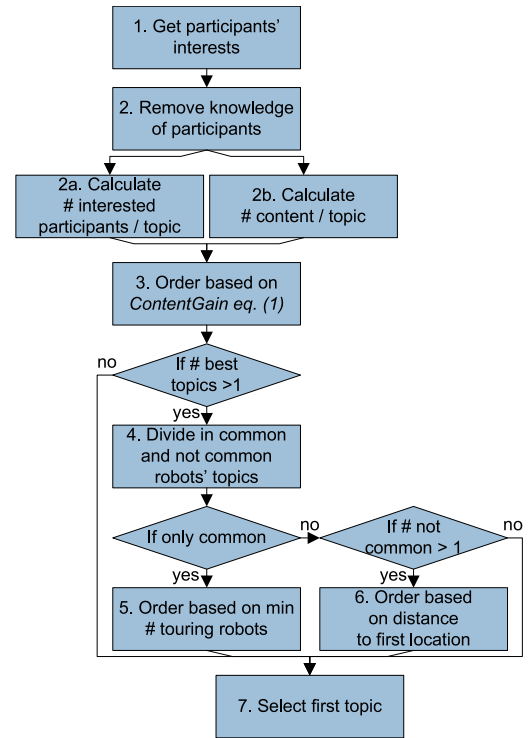 1. Get participants'
interests
2. Remove knowledge
of participants
2a. Calculate
# interested
participants / topic
2b. Calculate
# content / topic
3. Order based on
ContentGain eq. (1)
no
If # best
topics >1
yes
4. Divide in common
and not common
robots' topics
If only common
no
If # not
common > 1
no
yes
yes
5. Order based on min
# touring robots
6. Order based
on distance
to first location
7. Select first topic